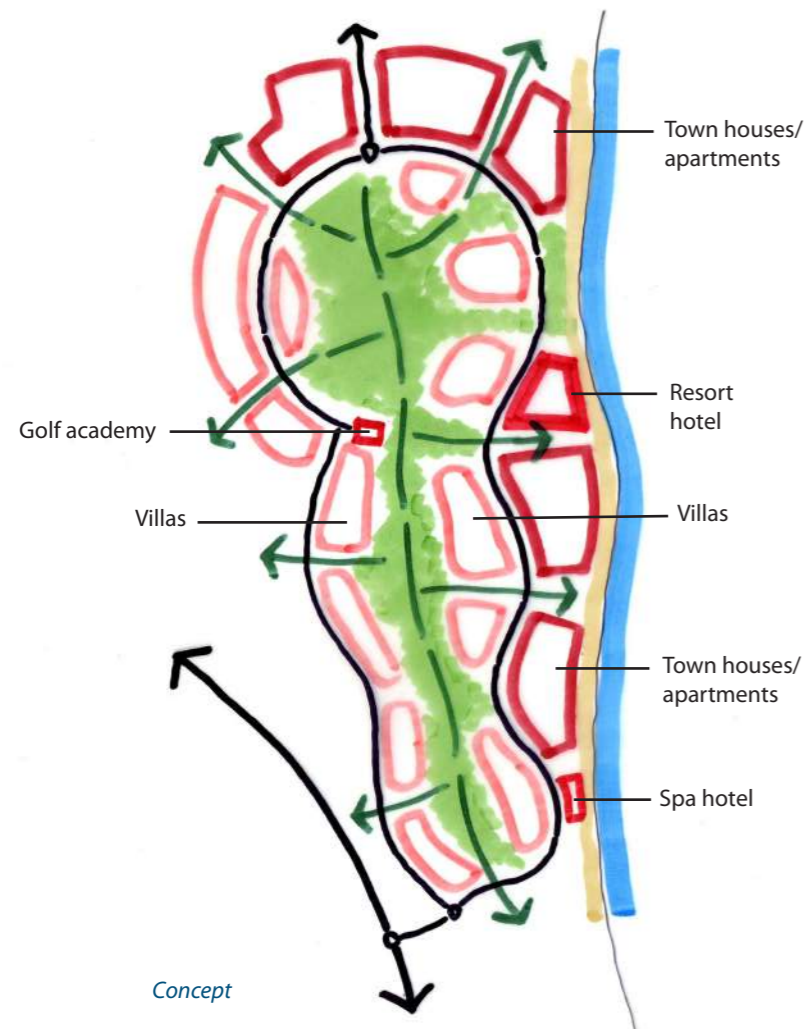 Town houses/
apartments
Resort
hotel
Golf academy
Villas
Villas
Town houses/
apartments
Spa hotel
Concept